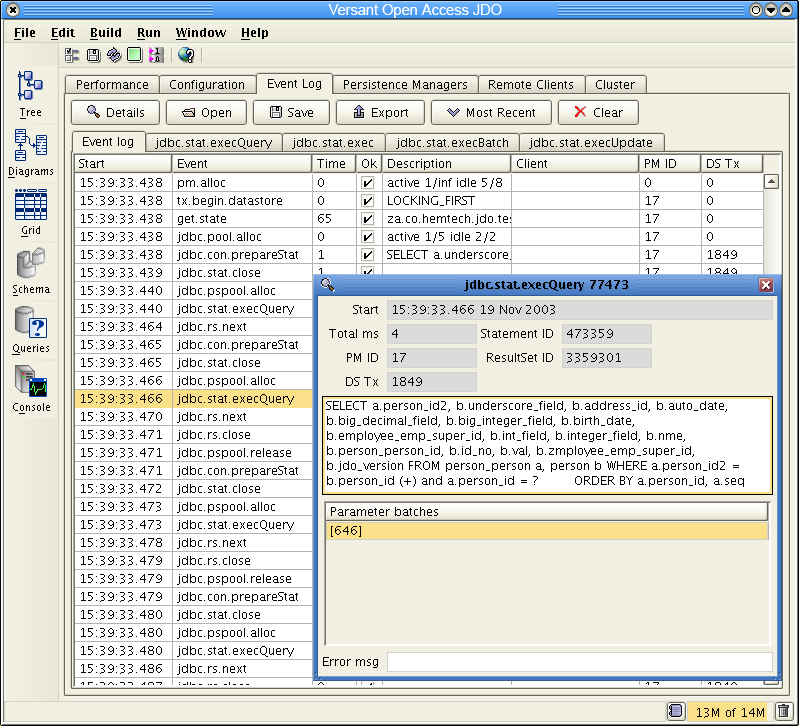 Versant Open Access JDO
File Edit Build Run Window Help
Tree
Diagrams
Grid
Schema
Queries
Console
Performance Configuration Event Log Persistence Managers Remote Clients Cluster
Details Open Save Export Most Recent Clear
Event log jdbc.stat.execQuery jdbc.stat.exec jdbc.stat.execBatch jdbc.stat.execUpdate
Start Event Time Ok Description Client PM ID DS Tx
15:39:33.438 pm.alloc 0 active 1/inf idle 5/8 0 0
15:39:33.438 tx.begin.datastore 0 LOCKING_FIRST 17 0
15:39:33.438 get.state 65 za.co.hemtech.jdo.te 17 0
15:39:33.438 jdbc.pool.alloc 0 active 1/5 idle 2/2 17 0
15:39:33.438 jdbc.con.prepareStat 1 SELECT a.underscore_ 17 1849
15:39:33.439 jdbc.stat.close 1 17 1849
15:39:33.440 jdbc.pspool.alloc
15:39:33.440 jdbc.stat.execQuery
15:39:33.464 jdbc.rs.next
15:39:33.465 jdbc.con.prepareStat
15:39:33.465 jdbc.stat.close
15:39:33.466 jdbc.pspool.alloc
15:39:33.466 jdbc.stat.execQuery
15:39:33.470 jdbc.rs.next
15:39:33.471 jdbc.rs.close
15:39:33.471 jdbc.pspool.release
15:39:33.471 jdbc.con.prepareStat
15:39:33.472 jdbc.stat.close
15:39:33.473 jdbc.pspool.alloc
15:39:33.473 jdbc.stat.execQuery
15:39:33.478 jdbc.rs.next
15:39:33.479 jdbc.rs.close
15:39:33.479 jdbc.pspool.release
15:39:33.479 jdbc.con.prepareStat
15:39:33.480 jdbc.stat.close
15:39:33.480 jdbc.pspool.alloc
15:39:33.480 jdbc.stat.execQuery
15:39:33.486 jdbc.rs.next
15:39:33.487 jdbc.rs.close 0 17 1849
jdbc.stat.execQuery 77473
Start 15:39:33.466 19 Nov 2003
Total ms 4 Statement ID 473359
PM ID 17 ResultSet ID 3359301
DS Tx 1849
SELECT a.person_id2, b.underscore_field, b.address_id, b.auto_date,
b.big_decimal_field, b.big_integer_field, b.birth_date,
b.employee_emp_super_id, b.int_field, b.integer_field, b.nme,
b.person_person_id, b.id_no, b.val, b.zmployee_emp_super_id,
b.jdo_version FROM person_person a, person b WHERE a.person_id2 =
b.person_id (+) and a.person_id = ? ORDER BY a.person_id, a.seq
Parameter batches
[646]
Error msg
13M of 14M